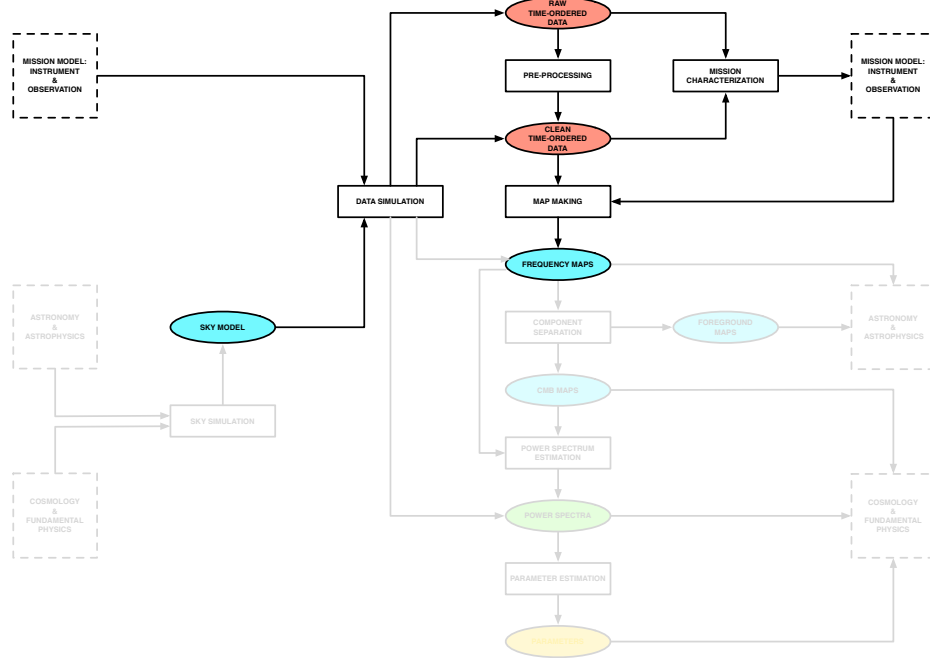 RAW
TIME-ORDERED
DATA
MISSION MODEL:
INSTRUMENT
&
OBSERVATION
PRE-PROCESSING
MISSION
CHARACTERIZATION
MISSION MODEL:
INSTRUMENT
&
OBSERVATION
CLEAN
TIME-ORDERED
DATA
DATA SIMULATION
MAP MAKING
FREQUENCY MAPS
ASTRONOMY
&
ASTROPHYSICS
SKY MODEL
COMPONENT
SEPARATION
FOREGROUND
MAPS
ASTRONOMY
&
ASTROPHYSICS
CMB MAPS
SKY SIMULATION
POWER SPECTRUM
ESTIMATION
COSMOLOGY
&
FUNDAMENTAL
PHYSICS
POWER SPECTRA
COSMOLOGY
&
FUNDAMENTAL
PHYSICS
PARAMETER ESTIMATION